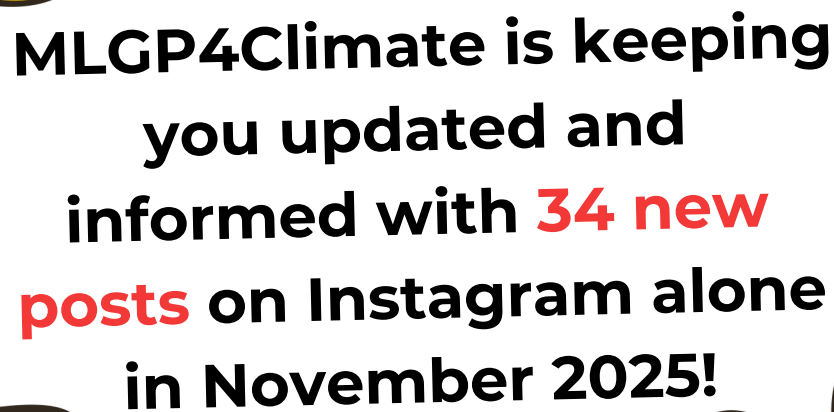 MLGP4Climate is keeping
you updated and
informed with 34 new
posts on Instagram alone
in November 2025!